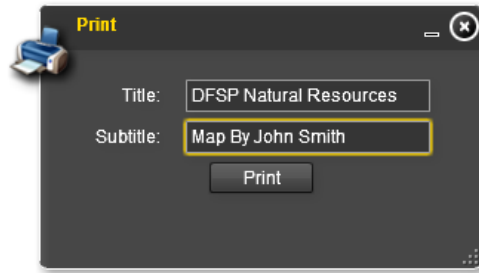 Print
Title: DFSP Natural Resources
Subtitle: Map By John Smith
Print